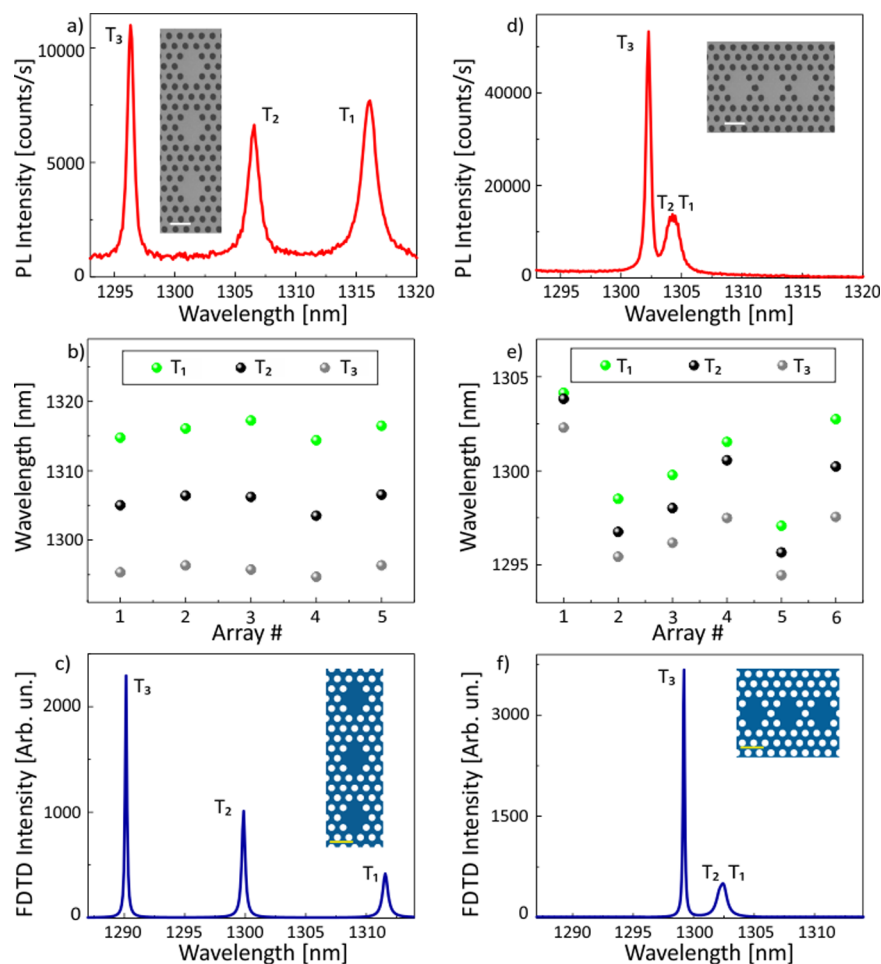 a)
T₃
T₂
T₁
10000
5000
0
PL Intensity [counts/s]
1295 1300 1305 1310 1315 1320
Wavelength [nm]
d)
T₃
T₂ T₁
40000
20000
0
PL Intensity [counts/s]
1295 1300 1305 1310 1315 1320
Wavelength [nm]
b)
T₁ T₂ T₃
1320
1310
1300
Wavelength [nm]
1 2 3 4 5
Array #
e)
T₁ T₂ T₃
1305
1300
1295
Wavelength [nm]
1 2 3 4 5 6
Array #
c)
T₃
T₂
T₁
2000
1000
0
FDTD Intensity [Arb. un.]
1290 1300 1310
Wavelength [nm]
f)
T₃
T₂ T₁
3000
1500
0
FDTD Intensity [Arb. un.]
1290 1300 1310
Wavelength [nm]